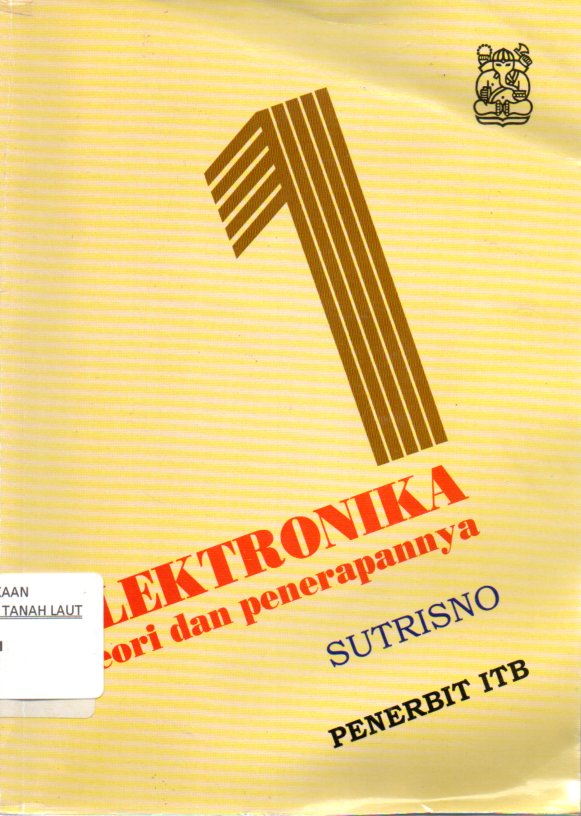 1
LEKTRONIKA
eori dan penerapannya
SUTRISNO
PENERBIT ITB
KAAN
TANAH LAUT